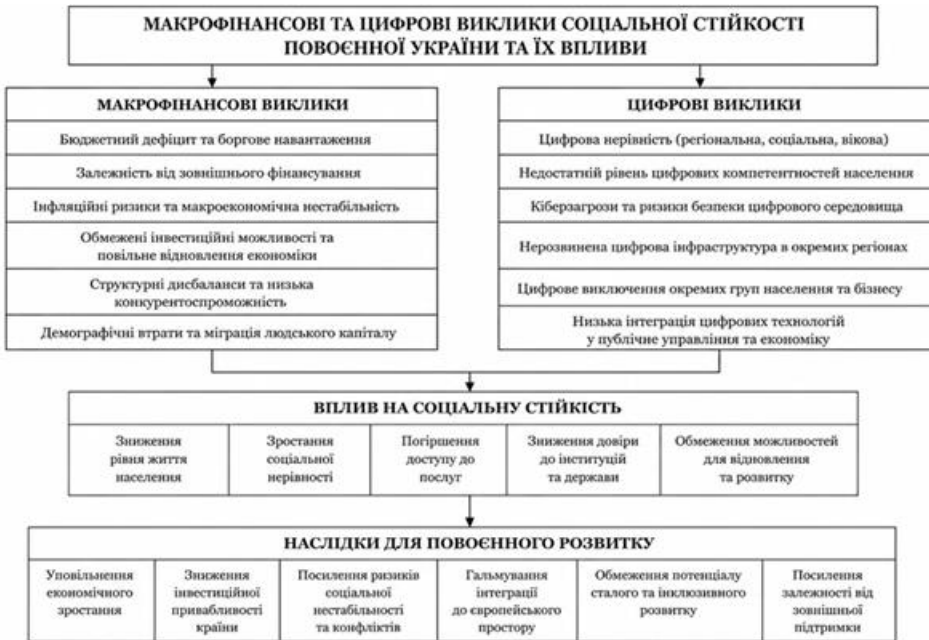 МАКРОФІНАНСОВІ ТА ЦИФРОВІ ВИКЛИКИ СОЦІАЛЬНОЇ СТІЙКОСТІ
ПОВОЄННОЇ УКРАЇНИ ТА ЇХ ВПЛИВИ
МАКРОФІНАНСОВІ ВИКЛИКИ
Бюджетний дефіцит та боргове навантаження
Залежність від зовнішнього фінансування
Інфляційні ризики та макроекономічна нестабільність
Обмежені інвестиційні можливості та
повільне відновлення економіки
Структурні дисбаланси та низька
конкурентоспроможність
Демографічні втрати та міграція людського капіталу
ЦИФРОВІ ВИКЛИКИ
Цифрова нерівність (регіональна, соціальна, вікова)
Недостатній рівень цифрових компетентностей населення
Кіберзагрози та ризики безпеки цифрового середовища
Нерозвинена цифрова інфраструктура в окремих регіонах
Цифрове виключення окремих груп населення та бізнесу
Низька інтеграція цифрових технологій
у публічне управління та економіку
ВПЛИВ НА СОЦІАЛЬНУ СТІЙКІСТЬ
Зниження
рівня життя
населення
Зростання
соціальної
нерівності
Погіршення
доступу до
послуг
Зниження довіри
до інституцій
та держави
Обмеження можливостей
для відновлення
та розвитку
НАСЛІДКИ ДЛЯ ПОВОЄННОГО РОЗВИТКУ
Уповільнення
економічного
зростання
Зниження
інвестиційної
привабливості
країни
Посилення ризиків
соціальної
нестабільності
та конфліктів
Гальмування
інтеграції
до європейського
простору
Обмеження потенціалу
сталого та інклюзивного
розвитку
Посилення
залежності від
зовнішньої
підтримки